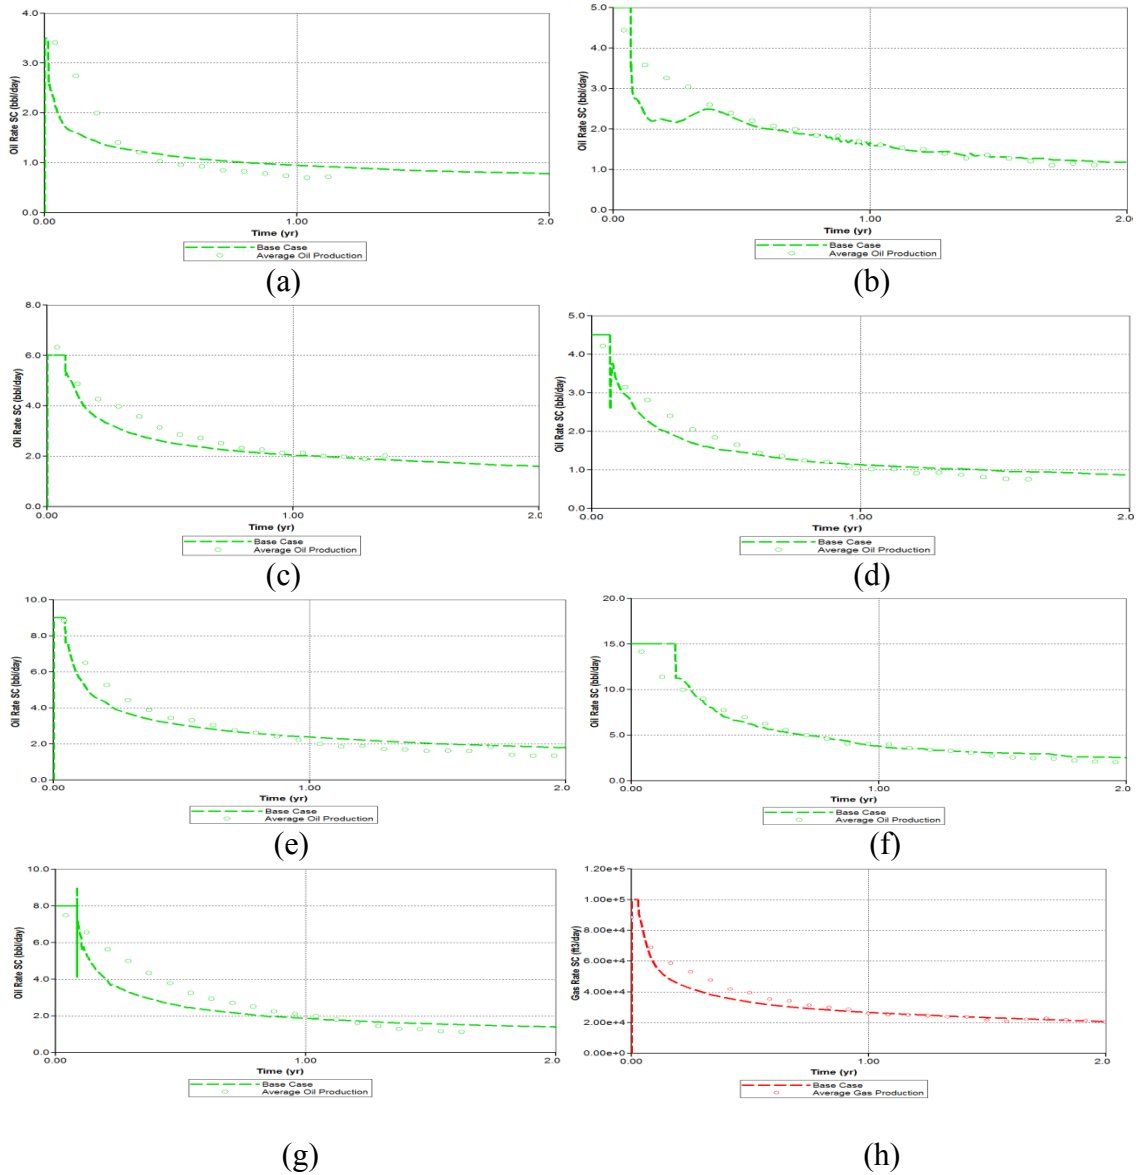 4.0
3.0
2.0
1.0
0.0
Oil Rate SC (bbl/day)
0.00
1.00
2.0
Time (yr)
Base Case
Average Oil Production
(a)
5.0
4.0
3.0
2.0
1.0
0.0
Oil Rate SC (bbl/day)
0.00
1.00
2.0
Time (yr)
Base Case
Average Oil Production
(b)
8.0
6.0
4.0
2.0
0.0
Oil Rate SC (bbl/day)
0.00
1.00
2.0
Time (yr)
Base Case
Average Oil Production
(c)
5.0
4.0
3.0
2.0
1.0
0.0
Oil Rate SC (bbl/day)
0.00
1.00
2.0
Time (yr)
Base Case
Average Oil Production
(d)
10.0
8.0
6.0
4.0
2.0
0.0
Oil Rate SC (bbl/day)
0.00
1.00
2.0
Time (yr)
Base Case
Average Oil Production
(e)
20.0
15.0
10.0
5.0
0.0
Oil Rate SC (bbl/day)
0.00
1.00
2.0
Time (yr)
Base Case
Average Oil Production
(f)
10.0
8.0
6.0
4.0
2.0
0.0
Oil Rate SC (bbl/day)
0.00
1.00
2.0
Time (yr)
Base Case
Average Oil Production
(g)
1.20e+5
1.00e+5
8.00e+4
6.00e+4
4.00e+4
2.00e+4
0.00e+0
Gas Rate SC (ft3/day)
0.00
1.00
2.0
Time (yr)
Base Case
Average Gas Production
(h)